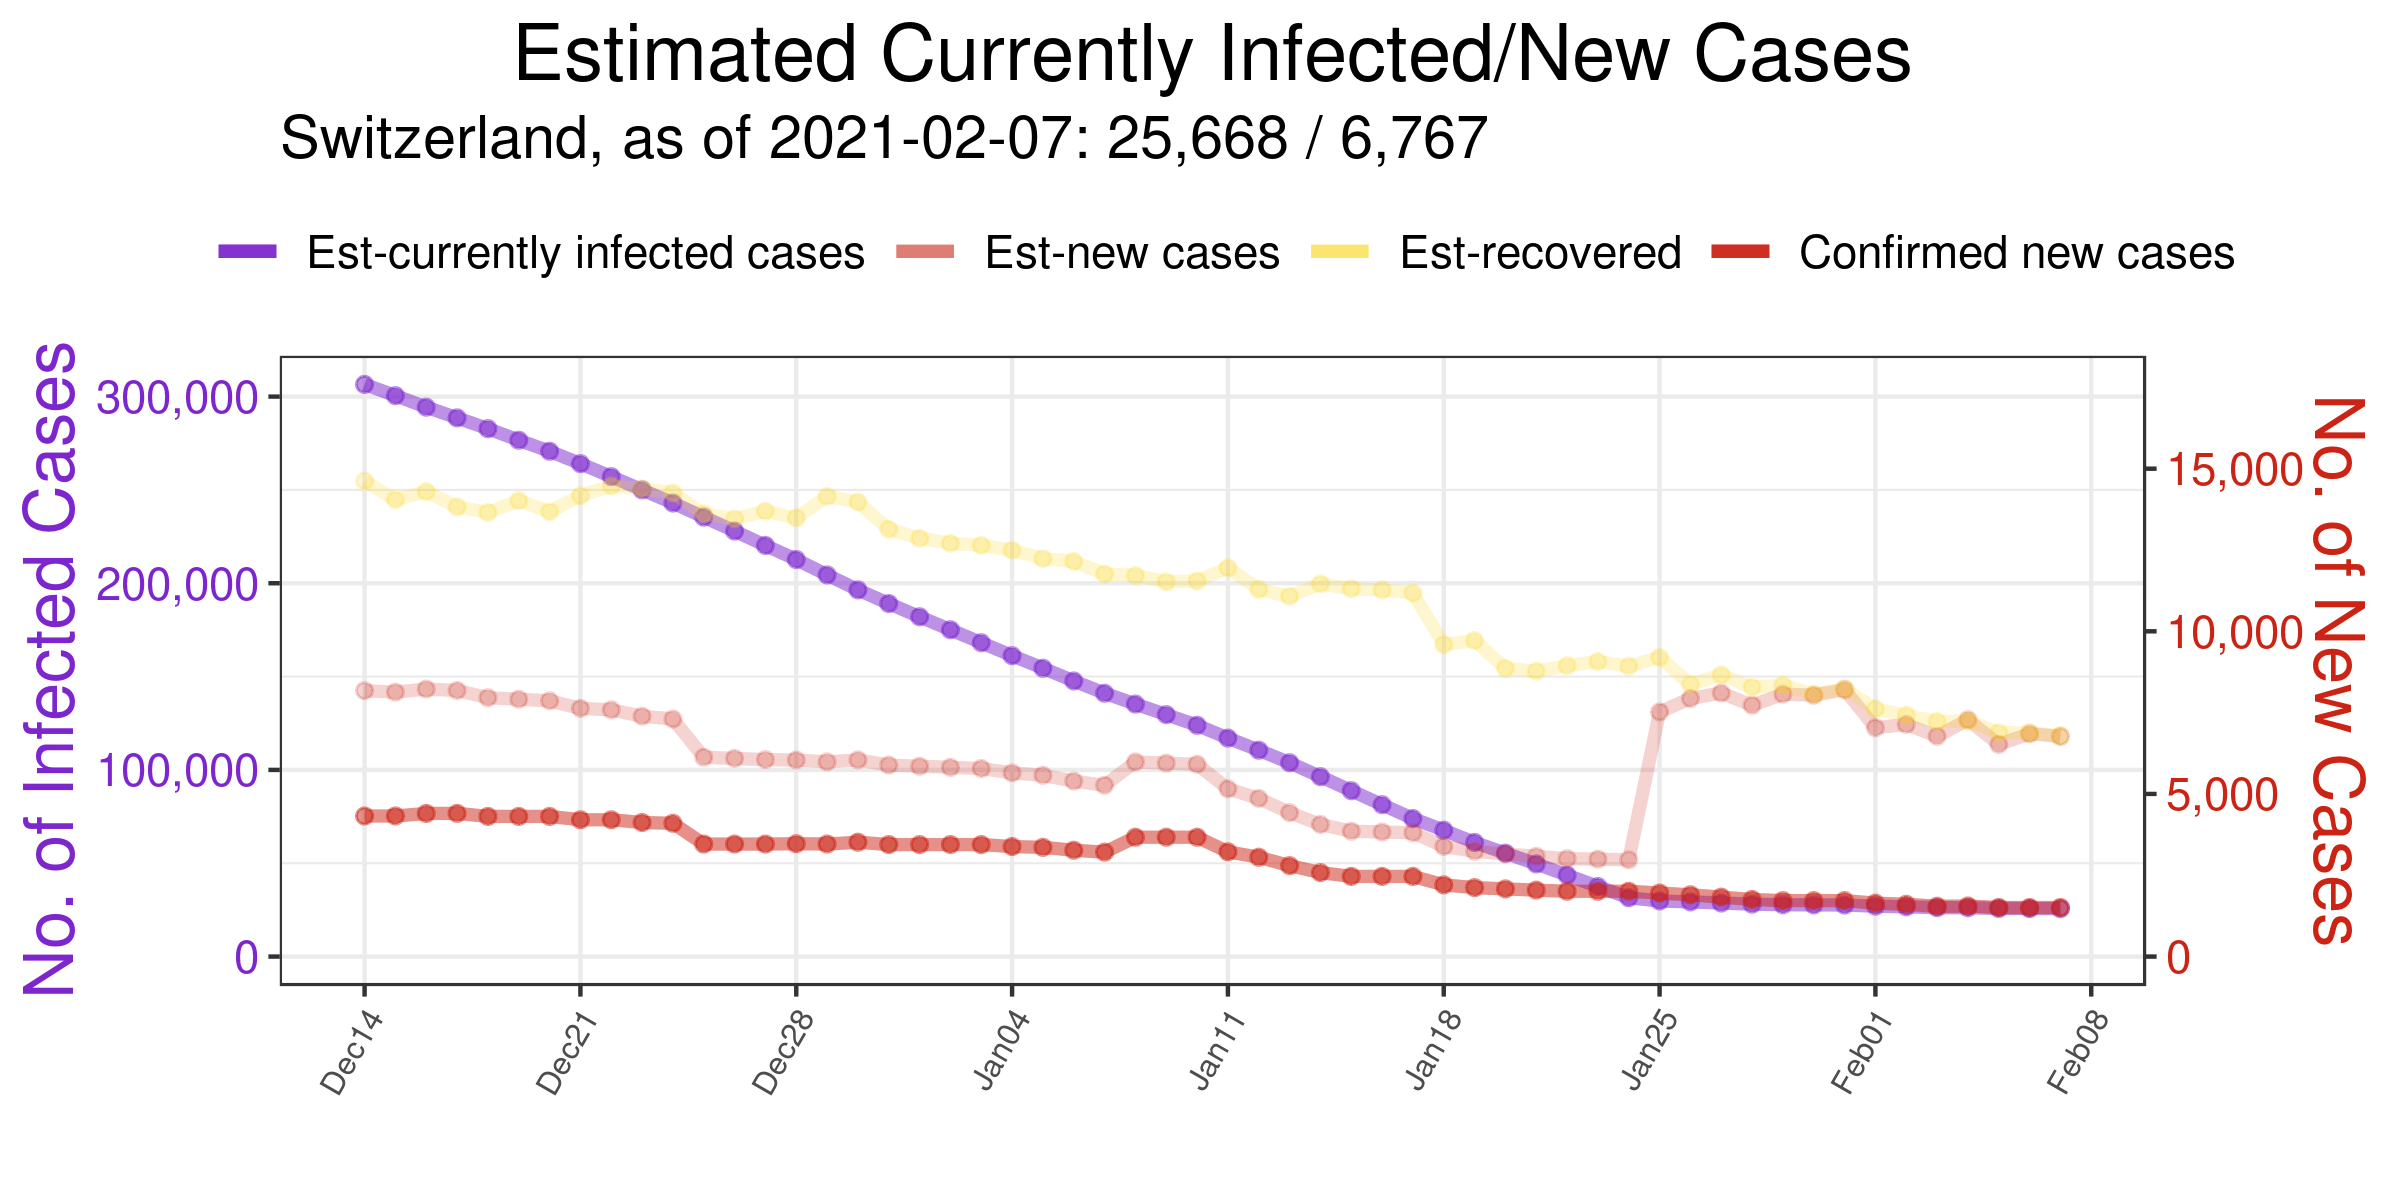 Estimated Currently Infected/New Cases
Switzerland, as of 2021-02-07: 25,668 / 6,767
Est-currently infected cases Est-new cases Est-recovered Confirmed new cases
No. of Infected Cases
300,000
200,000
100,000
0
15,000
10,000
5,000
0
No. of New Cases
Dec14 Dec21 Dec28 Jan04 Jan11 Jan18 Jan25 Feb01 Feb08